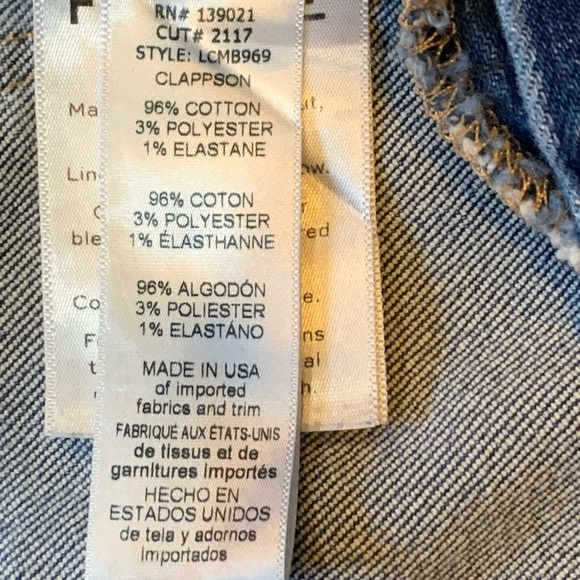 RN# 139021
CUT# 2117
STYLE: LCMB969
CLAPPSON
96% COTTON
3% POLYESTER
1% ELASTANE
96% COTON
3% POLYESTER
1% ÉLASTHANNE
96% ALGODÓN
3% POLIESTER
1% ELASTÁNO
MADE IN USA
of imported
fabrics and trim
FABRIQUÉ AUX ÉTATS-UNIS
de tissus et de
garnitures importés
HECHO EN
ESTADOS UNIDOS
de tela y adornos
importados